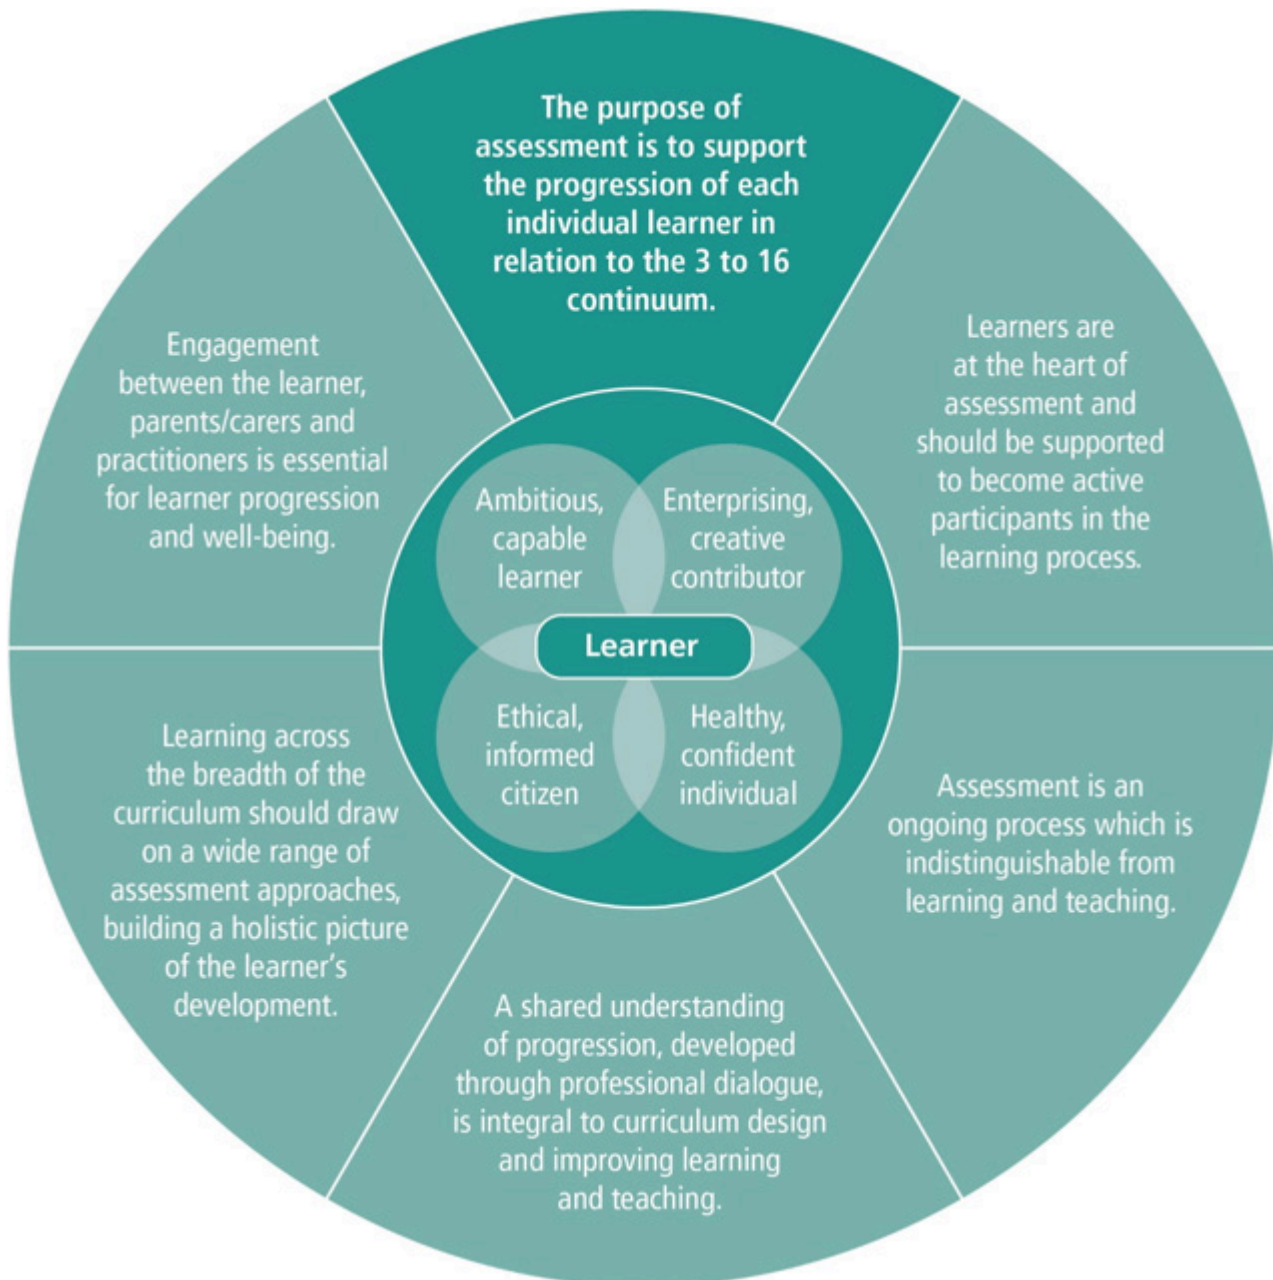 The purpose of
assessment is to support
the progression of each
individual learner in
relation to the 3 to 16
continuum.
Learners are
at the heart of
assessment and
should be supported
to become active
participants in the
learning process.
Assessment is an
ongoing process which is
indistinguishable from
learning and teaching.
A shared understanding
of progression, developed
through professional dialogue,
is integral to curriculum design
and improving learning
and teaching.
Learning across
the breadth of the
curriculum should draw
on a wide range of
assessment approaches,
building a holistic picture
of the learner’s
development.
Engagement
between the learner,
parents/carers and
practitioners is essential
for learner progression
and well-being.
Ambitious,
capable
learner
Enterprising,
creative
contributor
Learner
Ethical,
informed
citizen
Healthy,
confident
individual